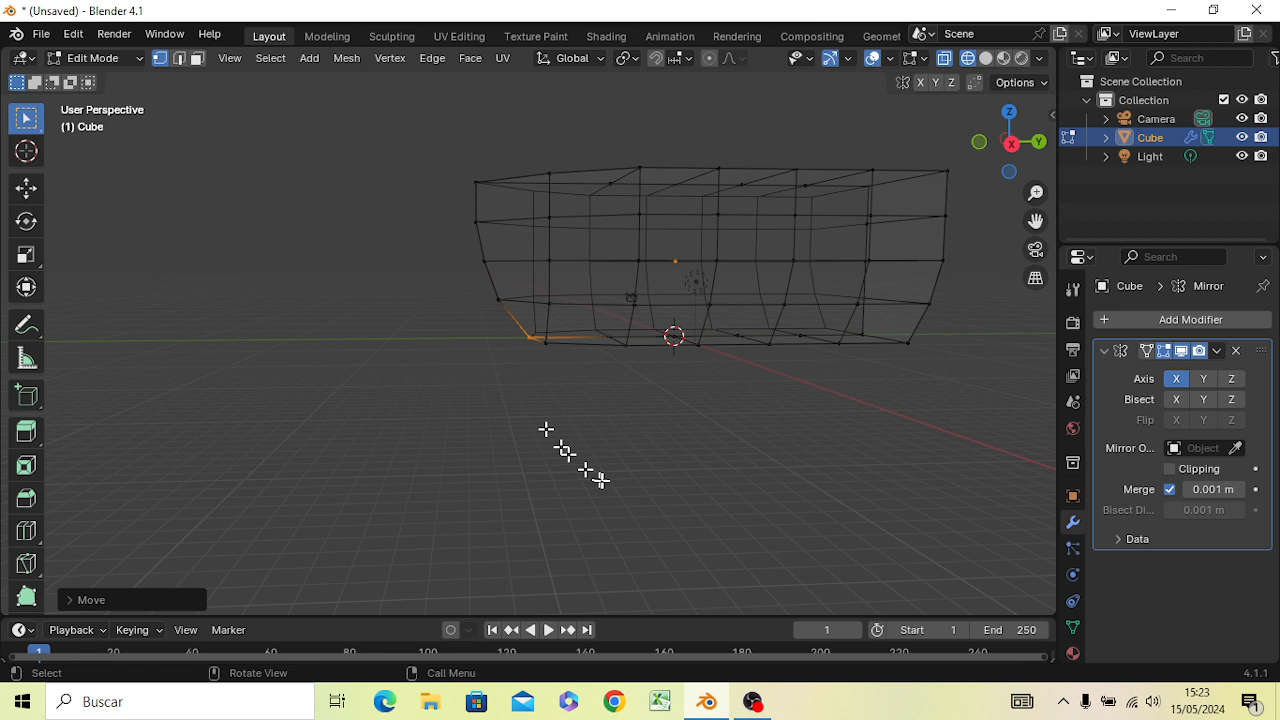 * (Unsaved) - Blender 4.1
File Edit Render Window Help Layout Modeling Sculpting UV Editing Texture Paint Shading Animation Rendering Compositing Geomet Scene ViewLayer
Edit Mode View Select Add Mesh Vertex Edge Face UV Global Search
X Y Z Options
User Perspective
(1) Cube
Z
Y
X
Scene Collection
Collection
Camera
Cube
Light
Search
Cube > Mirror
+ Add Modifier
Axis X Y Z
Bisect X Y Z
Flip X Y Z
Mirror O... Object
Clipping
Merge 0.001 m
Bisect Di... 0.001 m
> Data
> Move
Playback Keying View Marker 1 Start 1 End 250
1 20 40 60 80 100 120 140 160 180 200 220 240
Select Rotate View Call Menu 4.1.1
Buscar 15:23
15/05/2024
1